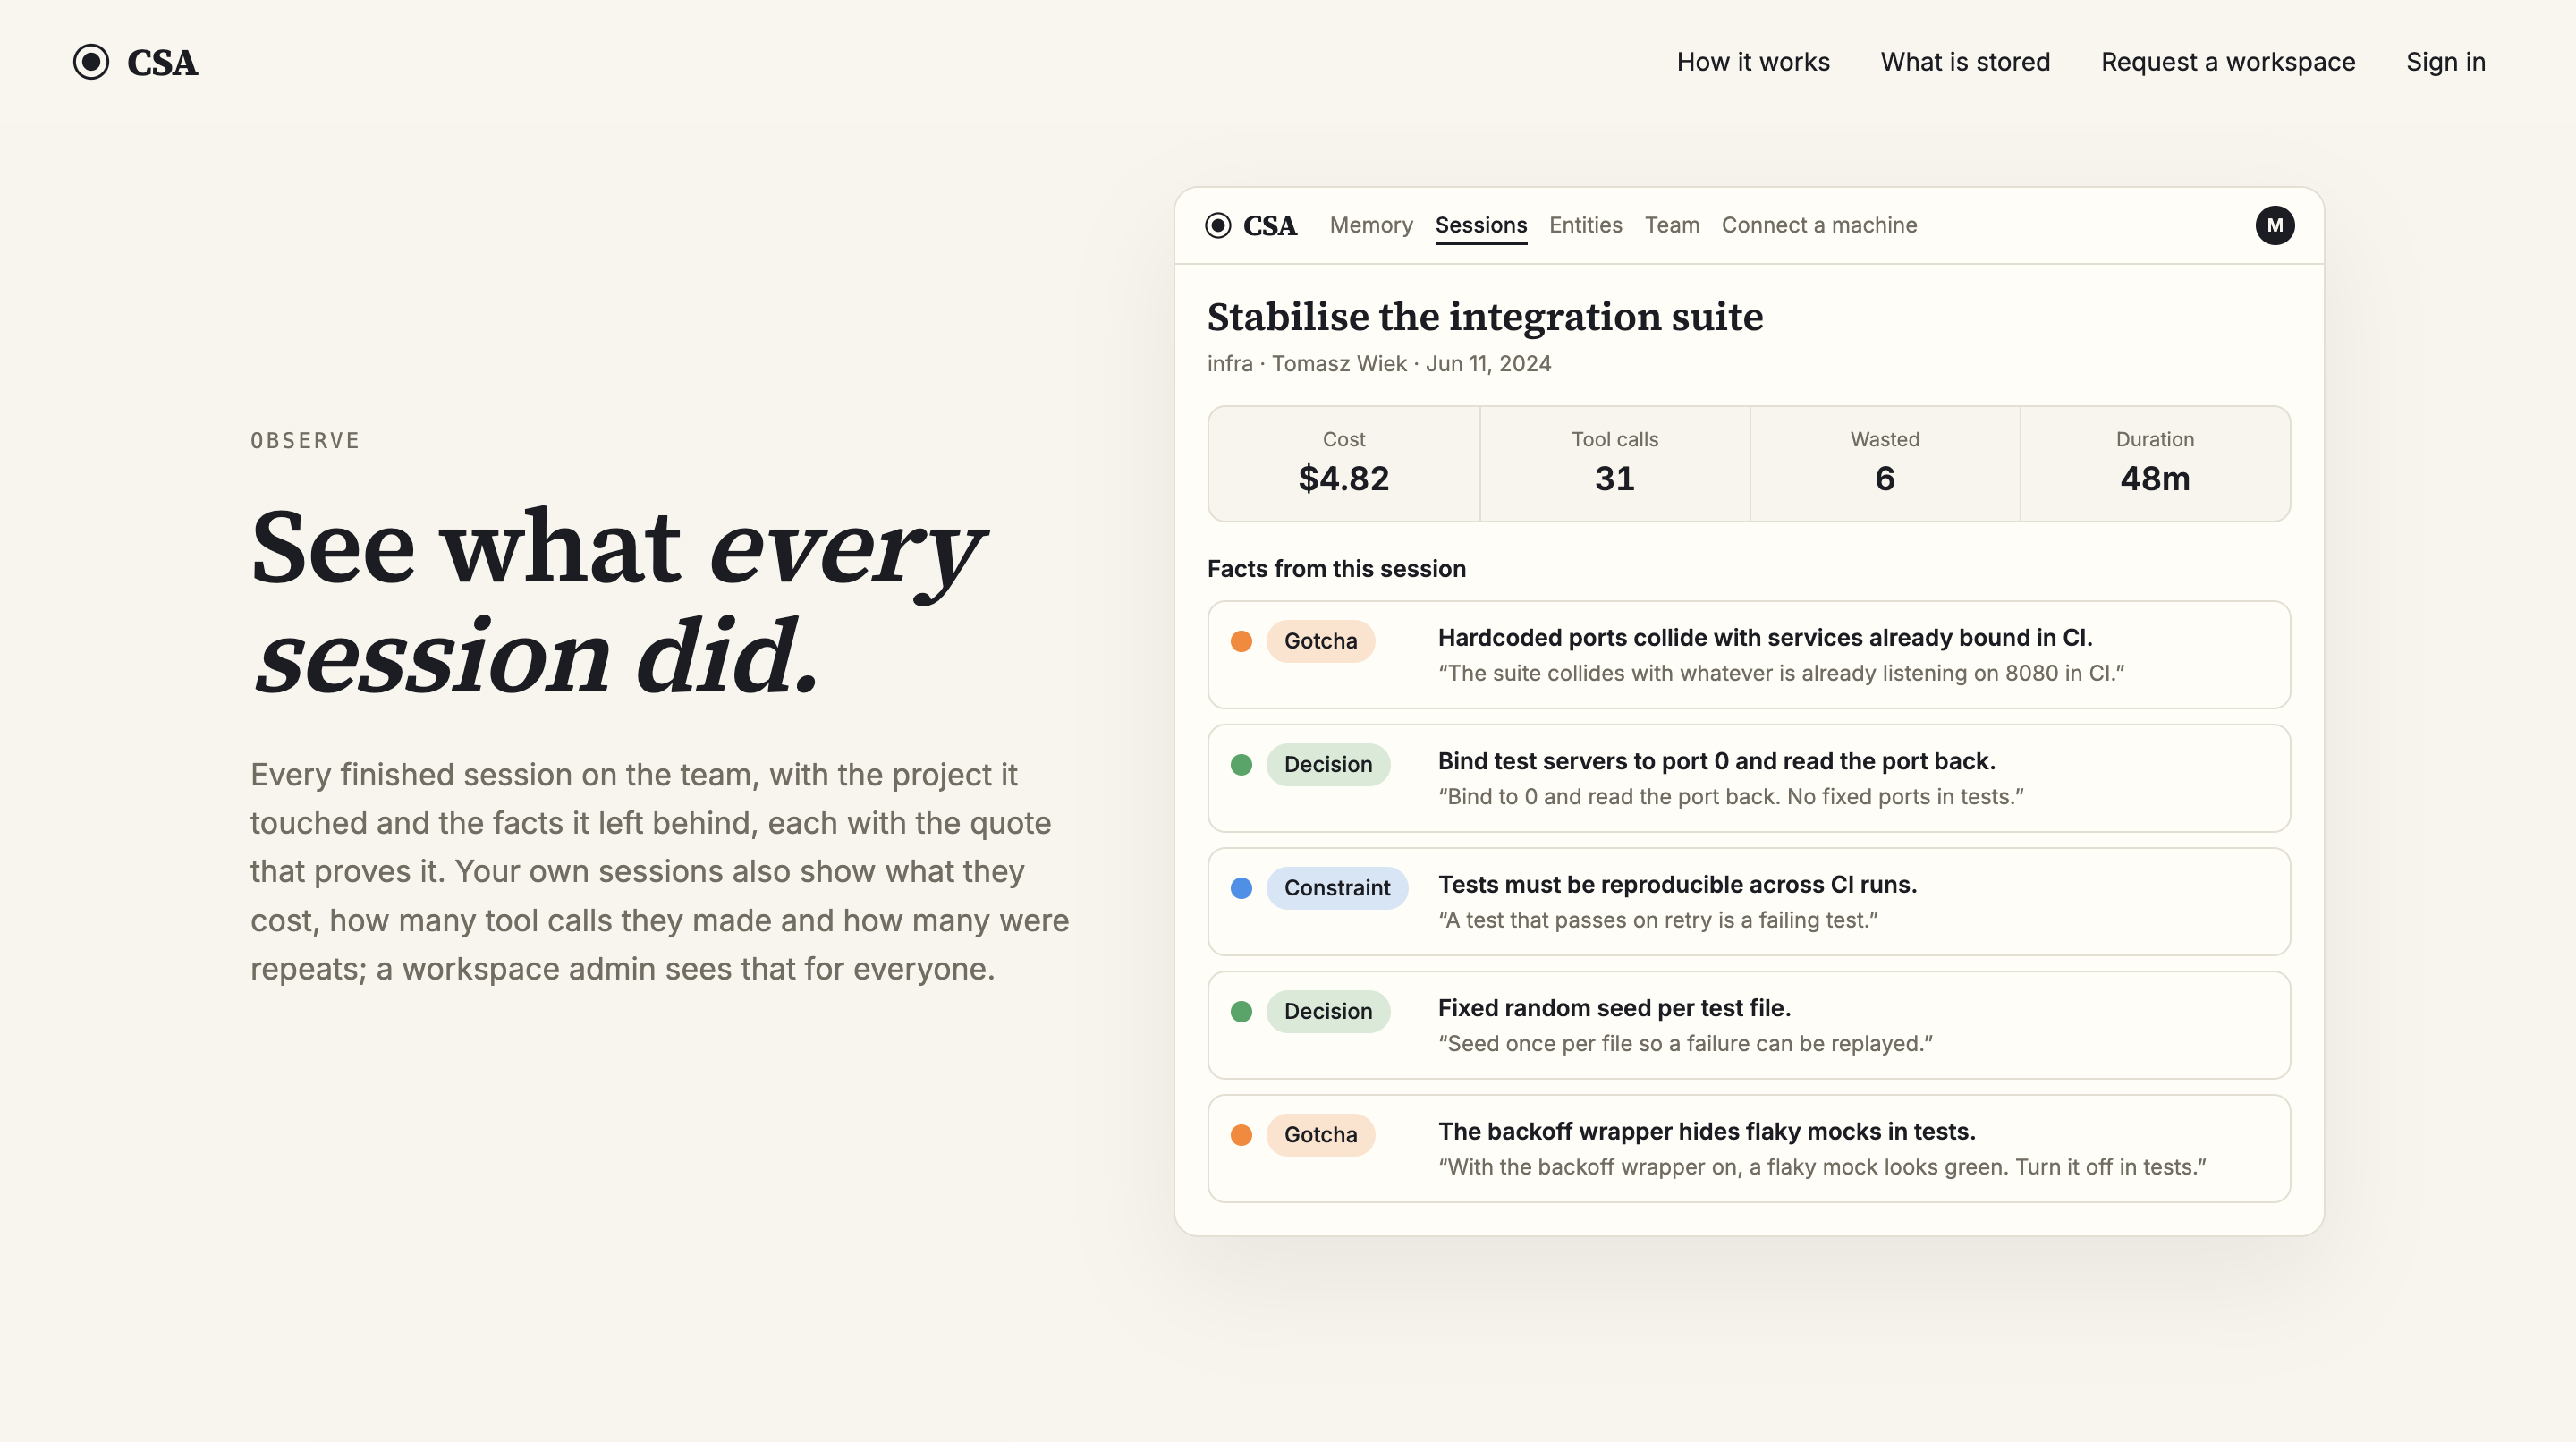 CSA
How it works
What is stored
Request a workspace
Sign in
OBSERVE
See what every
session did.
Every finished session on the team, with the project it
touched and the facts it left behind, each with the quote
that proves it. Your own sessions also show what they
cost, how many tool calls they made and how many were
repeats; a workspace admin sees that for everyone.
CSA
Memory
Sessions
Entities
Team
Connect a machine
M
Stabilise the integration suite
infra · Tomasz Wiek · Jun 11, 2024
Cost
$4.82
Tool calls
31
Wasted
6
Duration
48m
Facts from this session
Gotcha
Hardcoded ports collide with services already bound in CI.
“The suite collides with whatever is already listening on 8080 in CI.”
Decision
Bind test servers to port 0 and read the port back.
“Bind to 0 and read the port back. No fixed ports in tests.”
Constraint
Tests must be reproducible across CI runs.
“A test that passes on retry is a failing test.”
Decision
Fixed random seed per test file.
“Seed once per file so a failure can be replayed.”
Gotcha
The backoff wrapper hides flaky mocks in tests.
“With the backoff wrapper on, a flaky mock looks green. Turn it off in tests.”